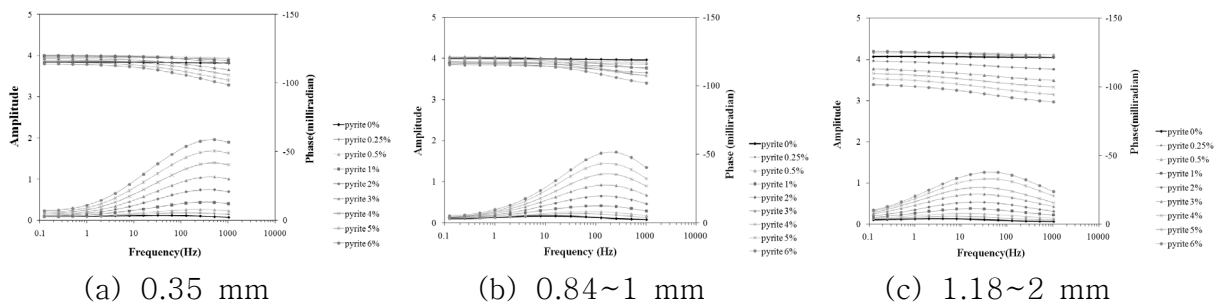 5
4
3
2
1
0
Amplitude
-150
-100
-50
0
Phase(milliradian)
0.1 1 10 100 1000 10000
Frequency(Hz)
pyrite 0%
pyrite 0.25%
pyrite 0.5%
pyrite 1%
pyrite 2%
pyrite 3%
pyrite 4%
pyrite 5%
pyrite 6%
(a) 0.35 mm
5
4
3
2
1
0
Amplitude
-150
-100
-50
0
Phase (milliradian)
0.1 1 10 100 1000 10000
Frequency (Hz)
pyrite 0%
pyrite 0.25%
pyrite 0.5%
pyrite 1%
pyrite 2%
pyrite 3%
pyrite 4%
pyrite 5%
pyrite 6%
(b) 0.84~1 mm
5
4
3
2
1
0
Amplitude
-150
-100
-50
0
Phase(milliradian)
0.1 1 10 100 1000 10000
Frequency(Hz)
pyrite 0%
pyrite 0.25%
pyrite 0.5%
pyrite 1%
pyrite 2%
pyrite 3%
pyrite 4%
pyrite 5%
pyrite 6%
(c) 1.18~2 mm